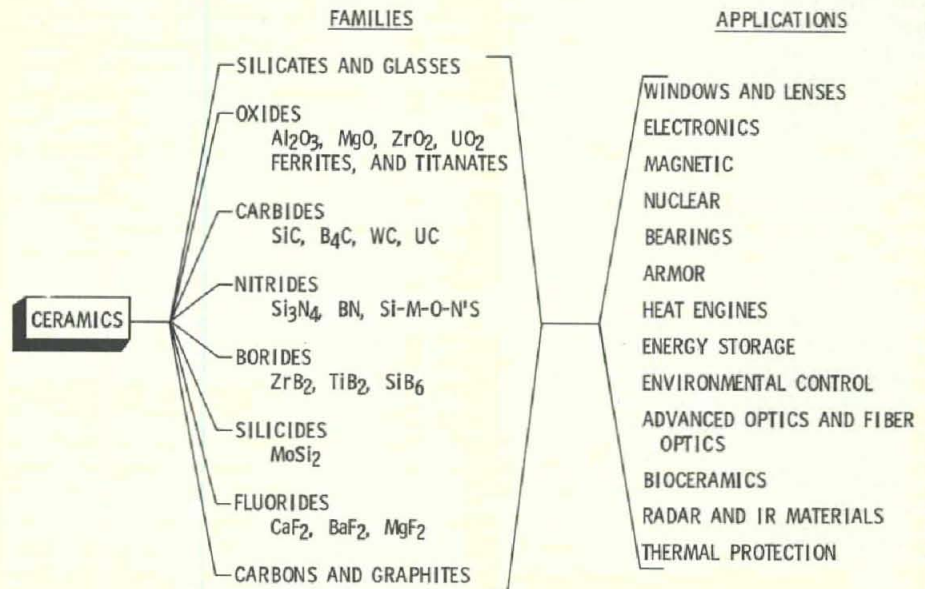 FAMILIES
SILICATES AND GLASSES
OXIDES
Al2O3, MgO, ZrO2, UO2
FERRITES, AND TITANATES
CARBIDES
SiC, B4C, WC, UC
NITRIDES
Si3N4, BN, Si-M-O-N'S
CERAMICS
BORIDES
ZrB2, TiB2, SiB6
SILICIDES
MoSi2
FLUORIDES
CaF2, BaF2, MgF2
CARBONS AND GRAPHITES
APPLICATIONS
WINDOWS AND LENSES
ELECTRONICS
MAGNETIC
NUCLEAR
BEARINGS
ARMOR
HEAT ENGINES
ENERGY STORAGE
ENVIRONMENTAL CONTROL
ADVANCED OPTICS AND FIBER
OPTICS
BIOCERAMICS
RADAR AND IR MATERIALS
THERMAL PROTECTION